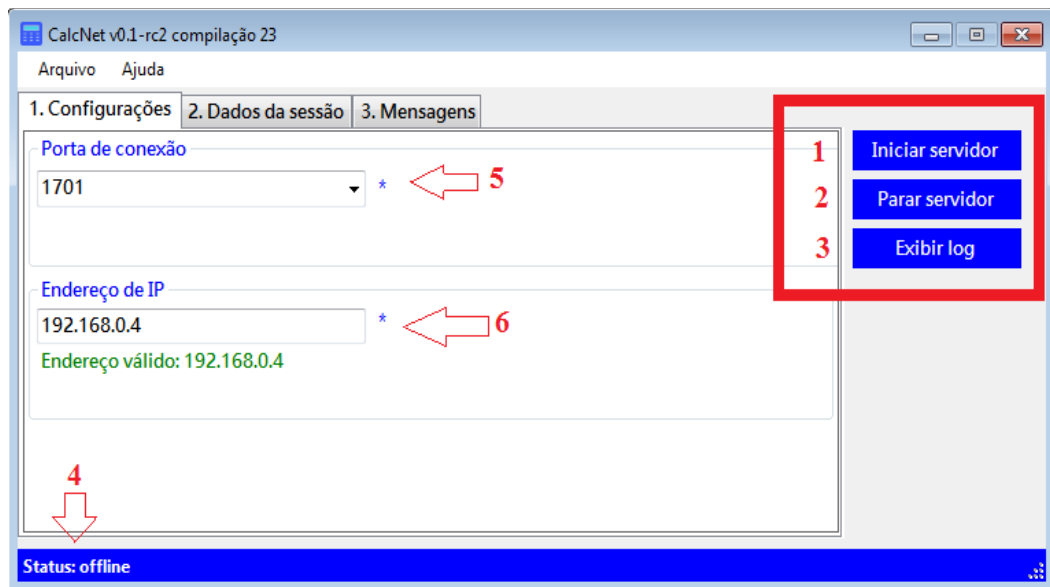 CalcNet v0.1-rc2 compilação 23
Arquivo Ajuda
1. Configurações 2. Dados da sessão 3. Mensagens
Porta de conexão
1701 * 5
Endereço de IP
192.168.0.4 * 6
Endereço válido: 192.168.0.4
1 Iniciar servidor
2 Parar servidor
3 Exibir log
4
Status: offline